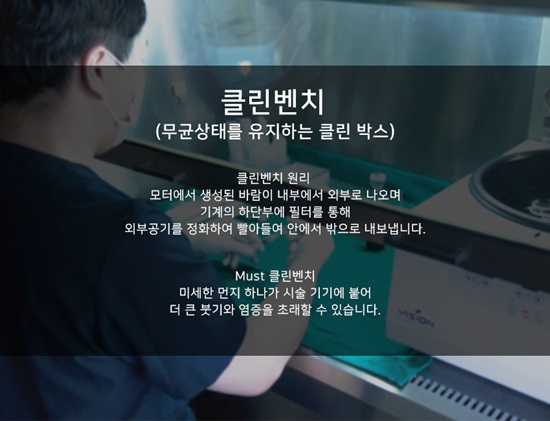 클린벤치
(무균상태를 유지하는 클린 박스)
클린벤치 원리
모터에서 생성된 바람이 내부에서 외부로 나오며
기계의 하단부에 필터를 통해
외부공기를 정화하여 빨아들여 안에서 밖으로 내보냅니다.
Must 클린벤치
미세한 먼지 하나가 시술 기기에 붙어
더 큰 붓기와 염증을 초래할 수 있습니다.
VISION